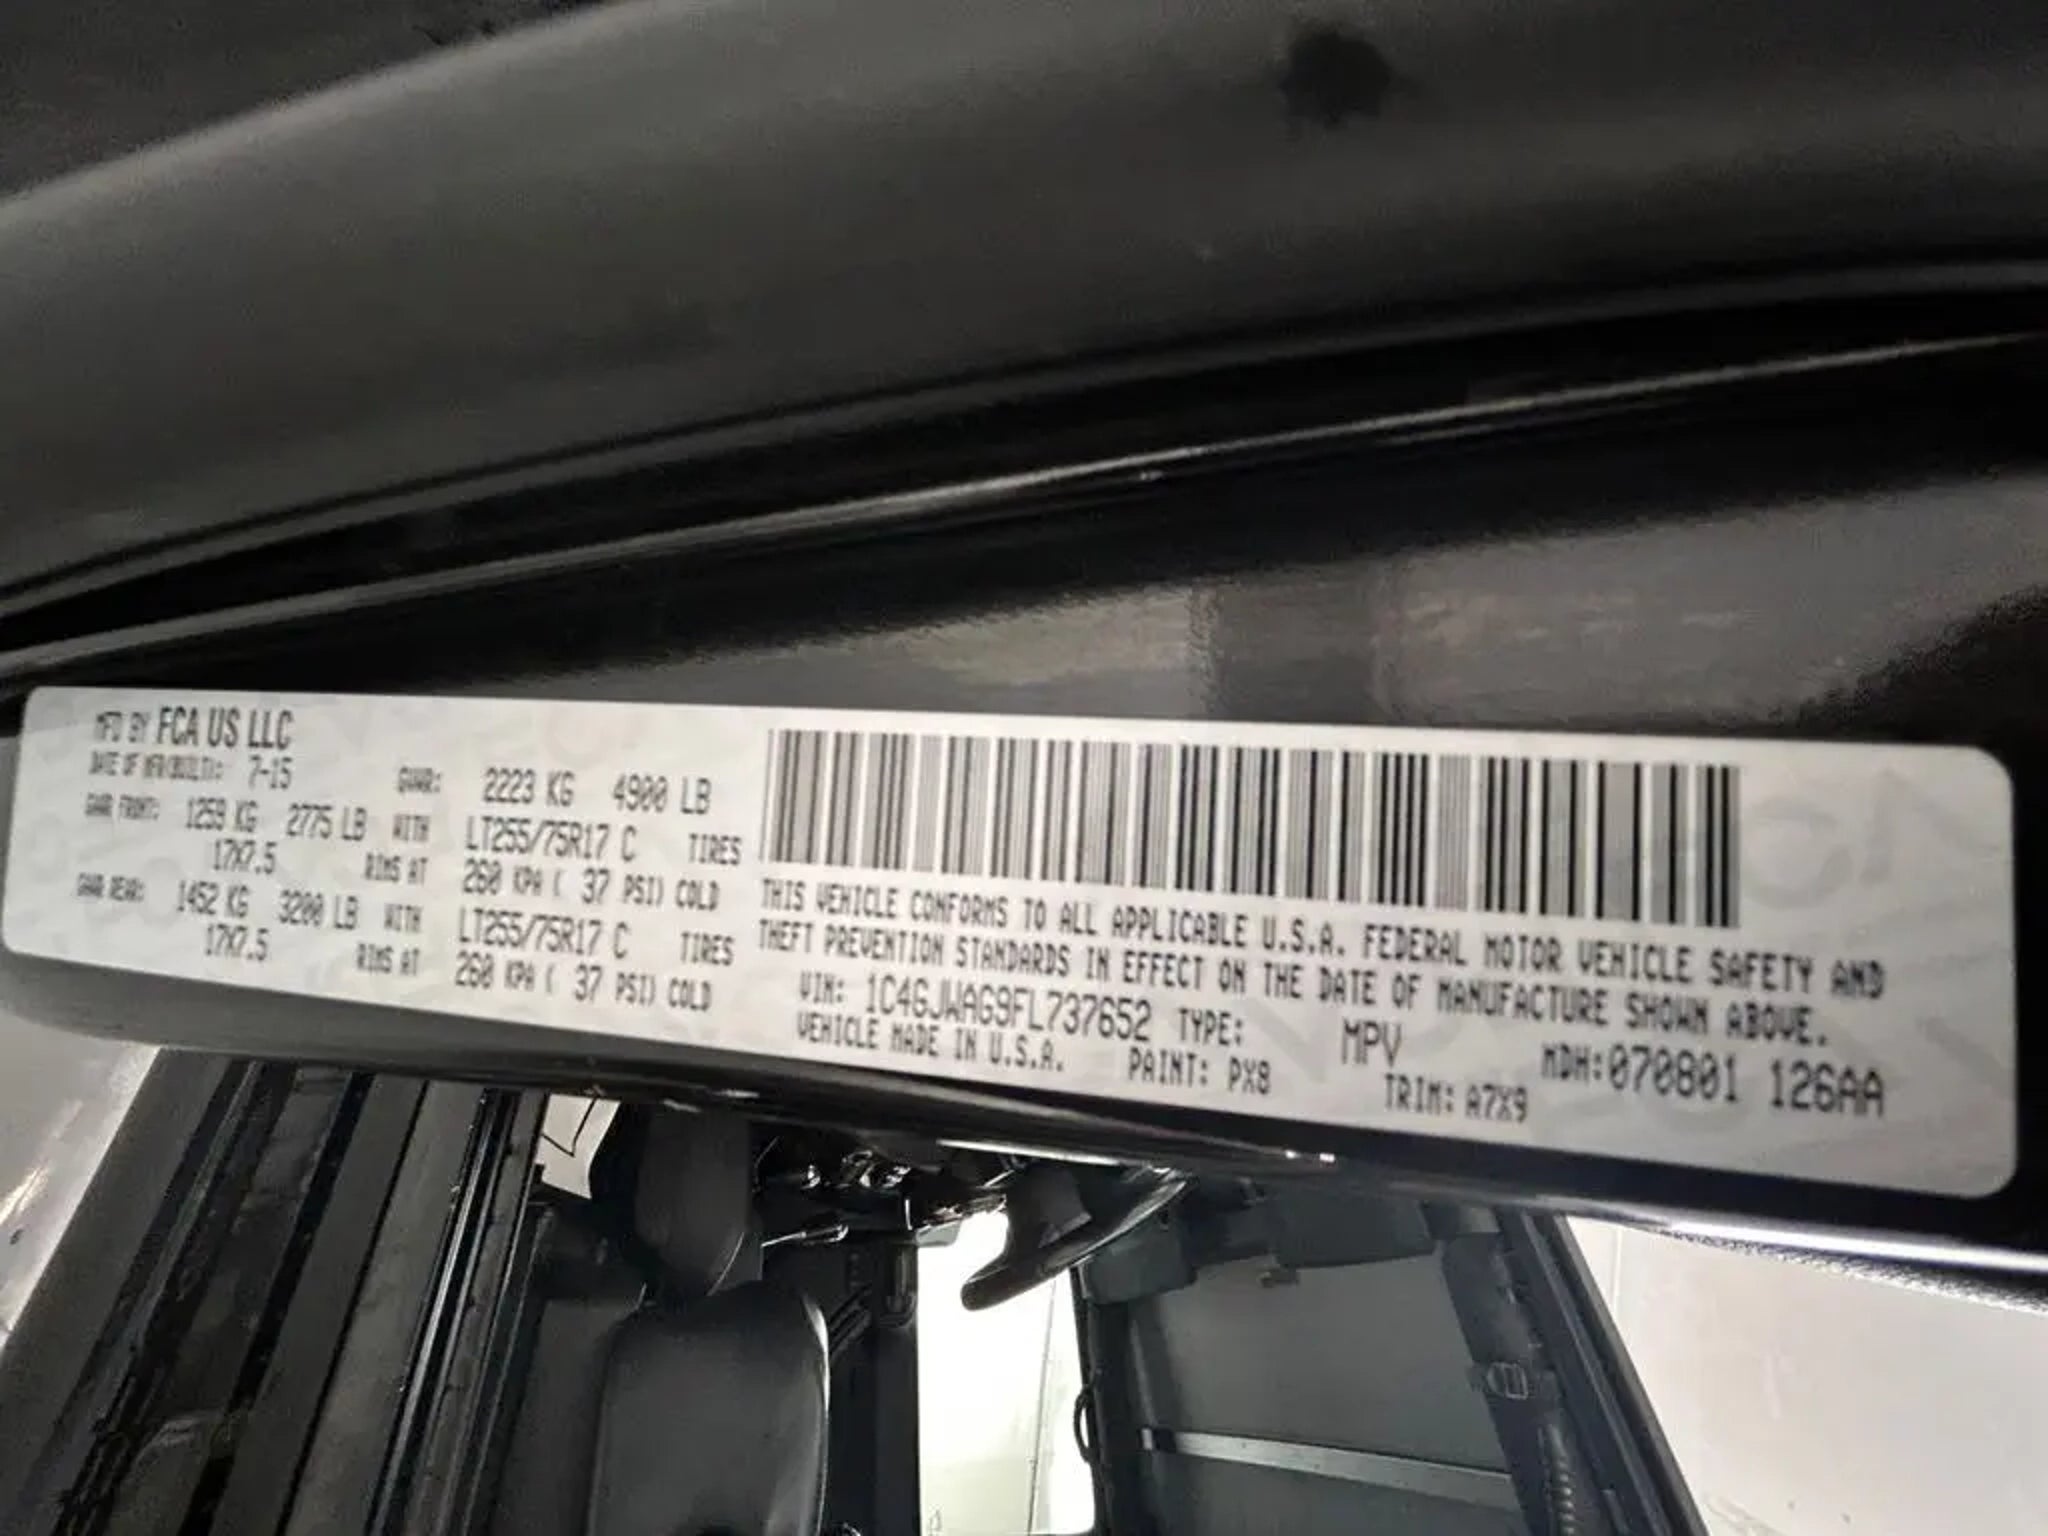 MFD BY FCA US LLC
DATE OF MFR(BUILT): 7-15 GVWR: 2223 KG 4900 LB
GAWR FRONT: 1259 KG 2775 LB WITH LT255/75R17 C TIRES
17X7.5 RIMS AT 260 KPA ( 37 PSI) COLD
GAWR REAR: 1452 KG 3200 LB WITH LT255/75R17 C TIRES
17X7.5 RIMS AT 260 KPA ( 37 PSI) COLD
THIS VEHICLE CONFORMS TO ALL APPLICABLE U.S.A. FEDERAL MOTOR VEHICLE SAFETY AND
THEFT PREVENTION STANDARDS IN EFFECT ON THE DATE OF MANUFACTURE SHOWN ABOVE.
VIN: 1C4GJWAG9FL737652 TYPE: MPV MDH:070801 126AA
VEHICLE MADE IN U.S.A. PAINT: PX8 TRIM: A7X9